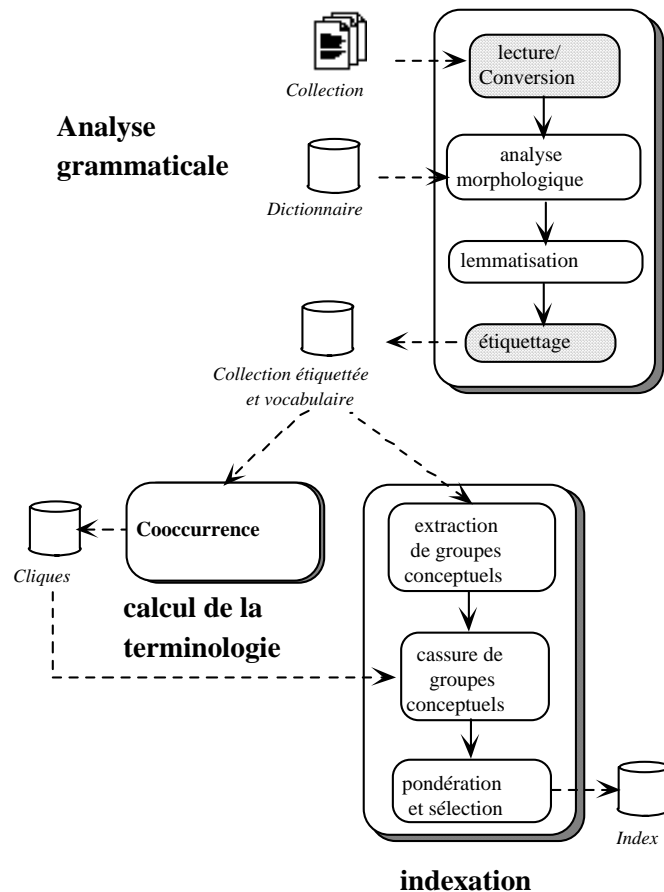 lecture/
Conversion
Collection
Analyse
grammaticale
analyse
morphologique
Dictionnaire
lemmatisation
étiquettage
Collection étiquettée
et vocabulaire
Cooccurrence
extraction
de groupes
conceptuels
Cliques
calcul de la
terminologie
cassure de
groupes
conceptuels
pondération
et sélection
Index
indexation